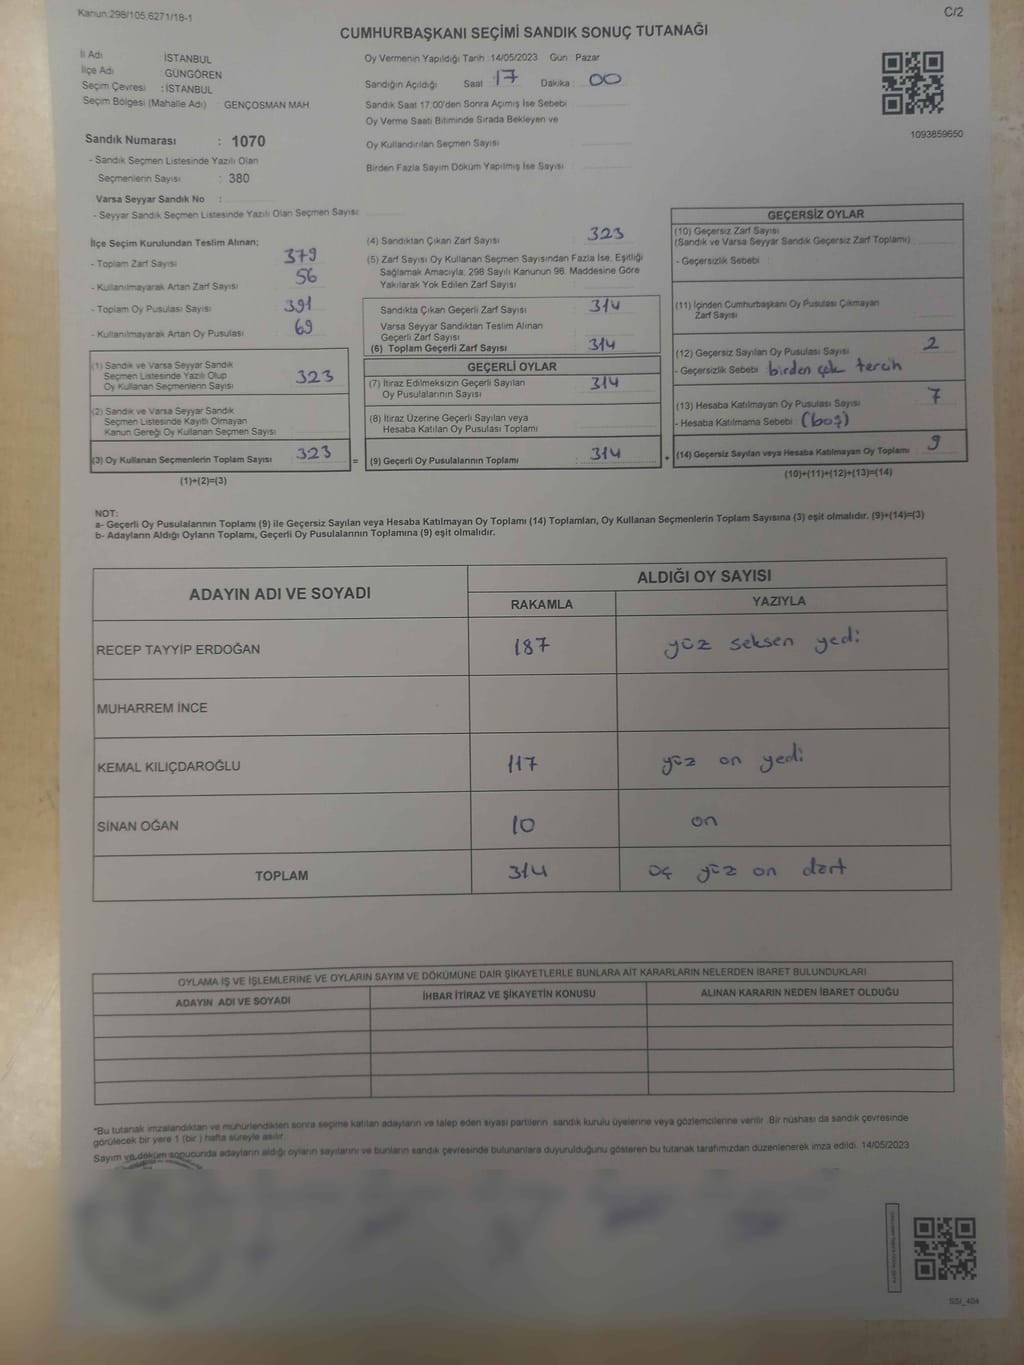 Kanun:298/105,6271/18-1
C/2
CUMHURBAŞKANI SEÇİMİ SANDIK SONUÇ TUTANAĞI
İl Adı İSTANBUL
İlçe Adı : GÜNGÖREN
Seçim Çevresi : İSTANBUL
Seçim Bölgesi (Mahalle Adı) : GENÇOSMAN MAH
Oy Vermenin Yapıldığı Tarih : 14/05/2023 Gün : Pazar
Sandığın Açıldığı Saat 17 Dakika : 00
Sandık Saat 17:00'den Sonra Açımış İse Sebebi
Oy Verme Saati Bitiminde Sırada Bekleyen ve
Oy Kullandırılan Seçmen Sayısı
Birden Fazla Sayım Döküm Yapılmış İse Sayısı
1093859650
Sandık Numarası : 1070
- Sandık Seçmen Listesinde Yazılı Olan
Seçmenlerin Sayısı : 380
Varsa Seyyar Sandık No :
- Seyyar Sandık Seçmen Listesinde Yazılı Olan Seçmen Sayısı
İlçe Seçim Kurulundan Teslim Alınan;
- Toplam Zarf Sayısı 379
- Kullanılmayarak Artan Zarf Sayısı 56
- Toplam Oy Pusulası Sayısı 391
- Kullanılmayarak Artan Oy Pusulası 69
(1) Sandık ve Varsa Seyyar Sandık
Seçmen Listesinde Yazılı Olup
Oy Kullanan Seçmenlerin Sayısı 323
(2) Sandık ve Varsa Seyyar Sandık
Seçmen Listesinde Kayıtlı Olmayan
Kanun Gereği Oy Kullanan Seçmen Sayısı
(3) Oy Kullanan Seçmenlerin Toplam Sayısı 323 =
(1)+(2)=(3)
(4) Sandıktan Çıkan Zarf Sayısı : 323
(5) Zarf Sayısı Oy Kullanan Seçmen Sayısından Fazla İse, Eşitliği
Sağlamak Amacıyla; 298 Sayılı Kanunun 98. Maddesine Göre
Yakılarak Yok Edilen Zarf Sayısı
Sandıkta Çıkan Geçerli Zarf Sayısı 314
Varsa Seyyar Sandıktan Teslim Alınan
Geçerli Zarf Sayısı
(6) Toplam Geçerli Zarf Sayısı 314
GEÇERLİ OYLAR
(7) İtiraz Edilmeksizin Geçerli Sayılan
Oy Pusulalarının Sayısı 314
(8) İtiraz Üzerine Geçerli Sayılan veya
Hesaba Katılan Oy Pusulası Toplamı
(9) Geçerli Oy Pusulalarının Toplamı : 314 +
GEÇERSİZ OYLAR
(10) Geçersiz Zarf Sayısı
(Sandık ve Varsa Seyyar Sandık Geçersiz Zarf Toplamı)
- Geçersizlik Sebebi
(11) İçinden Cumhurbaşkanı Oy Pusulası Çıkmayan
Zarf Sayısı
(12) Geçersiz Sayılan Oy Pusulası Sayısı 2
- Geçersizlik Sebebi birden çok tercih
(13) Hesaba Katılmayan Oy Pusulası Sayısı 7
- Hesaba Katılmama Sebebi (boş)
(14) Geçersiz Sayılan veya Hesaba Katılmayan Oy Toplamı 9
(10)+(11)+(12)+(13)=(14)
NOT:
a- Geçerli Oy Pusulalarının Toplamı (9) ile Geçersiz Sayılan veya Hesaba Katılmayan Oy Toplamı (14) Toplamları, Oy Kullanan Seçmenlerin Toplam Sayısına (3) eşit olmalıdır. (9)+(14)=(3)
b- Adayların Aldığı Oyların Toplamı, Geçerli Oy Pusulalarının Toplamına (9) eşit olmalıdır.
ADAYIN ADI VE SOYADI
ALDIĞI OY SAYISI
RAKAMLA YAZIYLA
RECEP TAYYİP ERDOĞAN 187 yüz seksen yedi
MUHARREM İNCE
KEMAL KILIÇDAROĞLU 117 yüz on yedi
SİNAN OĞAN 10 on
TOPLAM 314 üç yüz on dört
OYLAMA İŞ VE İŞLEMLERİNE VE OYLARIN SAYIM VE DÖKÜMÜNE DAİR ŞİKAYETLERLE BUNLARA AİT KARARLARIN NELERDEN İBARET BULUNDUKLARI
ADAYIN ADI VE SOYADI İHBAR İTİRAZ VE ŞİKAYETİN KONUSU ALINAN KARARIN NEDEN İBARET OLDUĞU
*Bu tutanak imzalandıktan ve mühürlendikten sonra seçime katılan adayların ve talep eden siyasi partilerin sandık kurulu üyelerine veya gözlemcilerine verilir. Bir nüshası da sandık çevresinde
görülecek bir yere 1 (bir ) hafta süreyle asılır.
Sayım ve döküm sonucunda adayların aldığı oyların sayılarını ve bunların sandık çevresinde bulunanlara duyurulduğunu gösteren bu tutanak tarafımızdan düzenlenerek imza edildi. 14/05/2023
SSI_404